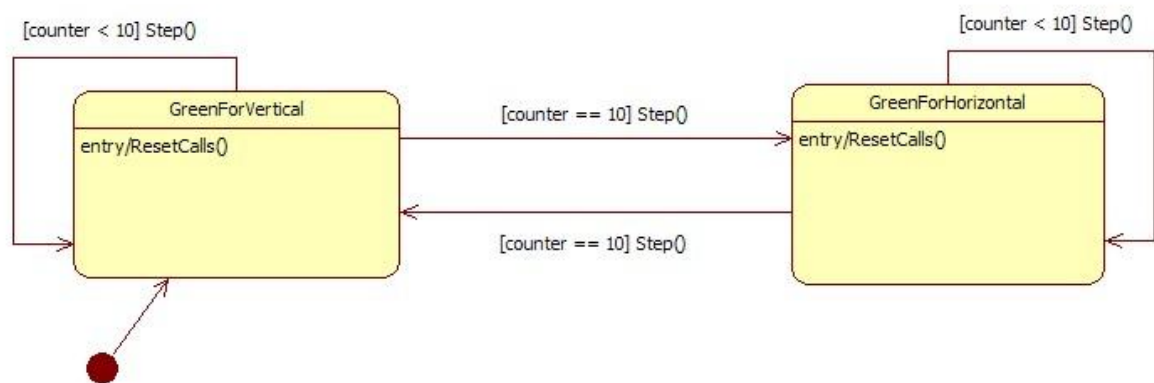 [counter < 10] Step()
[counter < 10] Step()
GreenForVertical
entry/ResetCalls()
[counter == 10] Step()
GreenForHorizontal
entry/ResetCalls()
[counter == 10] Step()